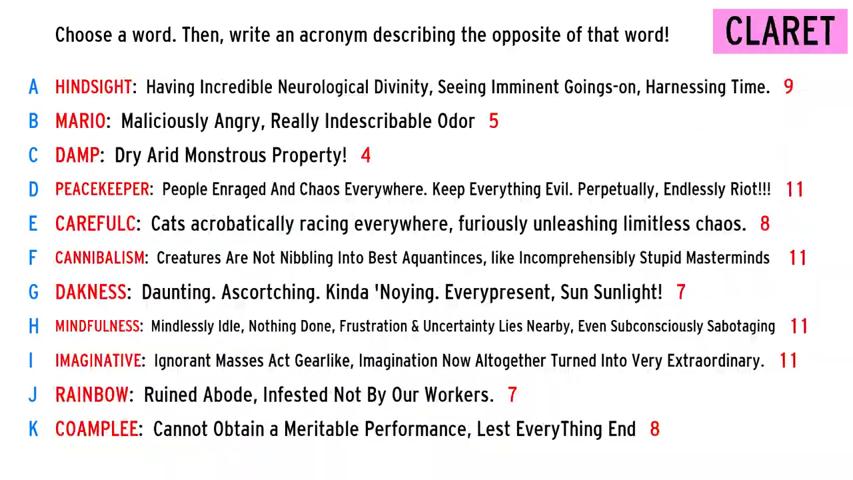 Choose a word. Then, write an acronym describing the opposite of that word!
CLARET
A HINDSIGHT: Having Incredible Neurological Divinity, Seeing Imminent Goings-on, Harnessing Time. 9
B MARIO: Maliciously Angry, Really Indescribable Odor 5
C DAMP: Dry Arid Monstrous Property! 4
D PEACEKEEPER: People Enraged And Chaos Everywhere. Keep Everything Evil. Perpetually, Endlessly Riot!!! 11
E CAREFULC: Cats acrobatically racing everywhere, furiously unleashing limitless chaos. 8
F CANNIBALISM: Creatures Are Not Nibbling Into Best Aquantinces, like Incomprehensibly Stupid Masterminds 11
G DAKNESS: Daunting. Ascortching. Kinda 'Noying. Everypresent, Sun Sunlight! 7
H MINDFULNESS: Mindlessly Idle, Nothing Done, Frustration & Uncertainty Lies Nearby, Even Subconsciously Sabotaging 11
I IMAGINATIVE: Ignorant Masses Act Gearlike, Imagination Now Altogether Turned Into Very Extraordinary. 11
J RAINBOW: Ruined Abode, Infested Not By Our Workers. 7
K COAMPLEE: Cannot Obtain a Meritable Performance, Lest EveryThing End 8